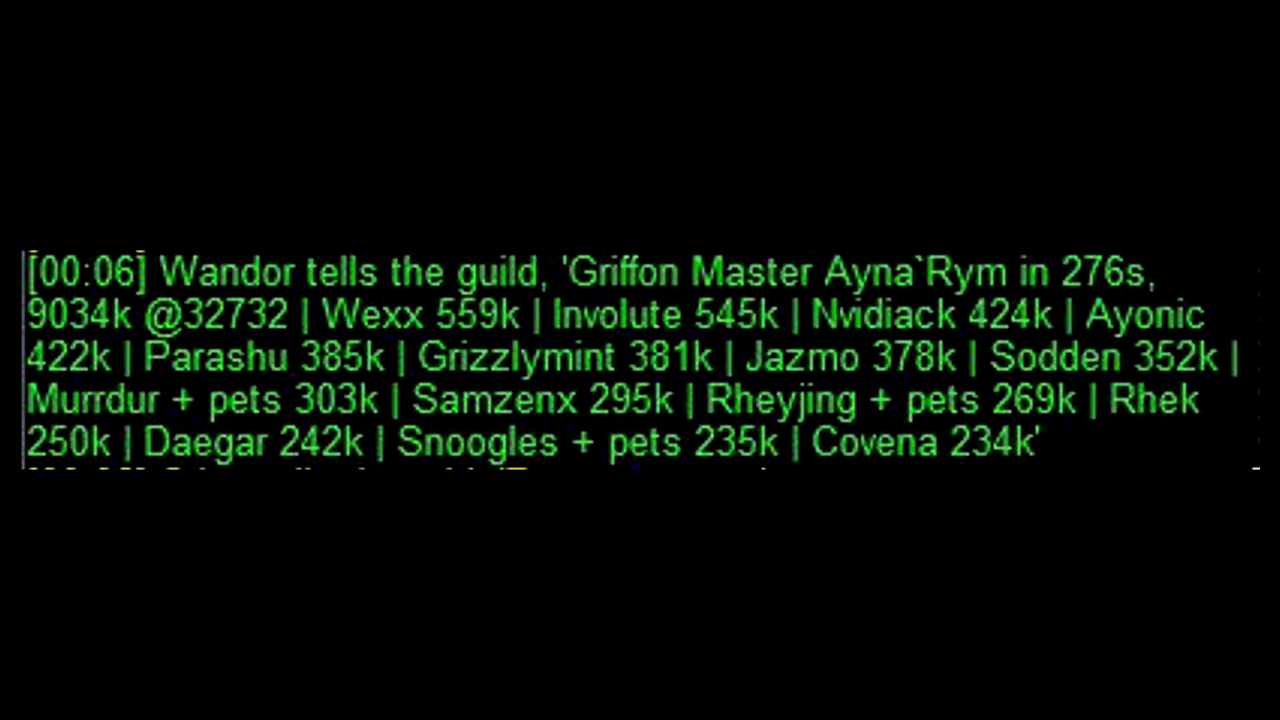 [00:06] Wandor tells the guild, 'Griffon Master Ayna`Rym in 276s,
9034k @32732 | Wexx 559k | Involute 545k | Nvidiack 424k | Ayonic
422k | Parashu 385k | Grizzlymint 381k | Jazmo 378k | Sodden 352k |
Murrdur + pets 303k | Samzenx 295k | Rheyjing + pets 269k | Rhek
250k | Daegar 242k | Snoogles + pets 235k | Covena 234k'